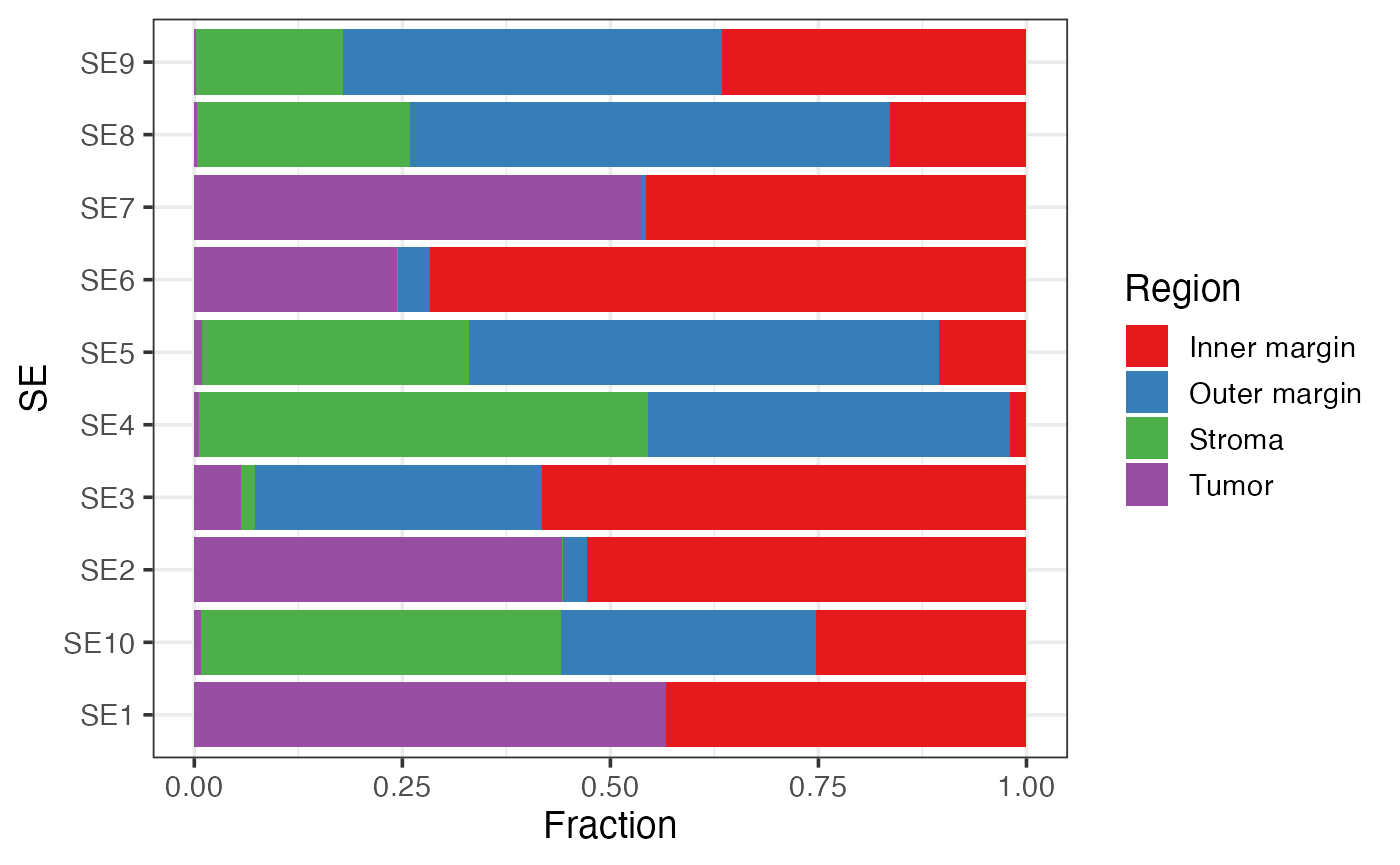 SE
SE9
SE8
SE7
SE6
SE5
SE4
SE3
SE2
SE10
SE1
0.00 0.25 0.50 0.75 1.00
Fraction
Region
Inner margin
Outer margin
Stroma
Tumor